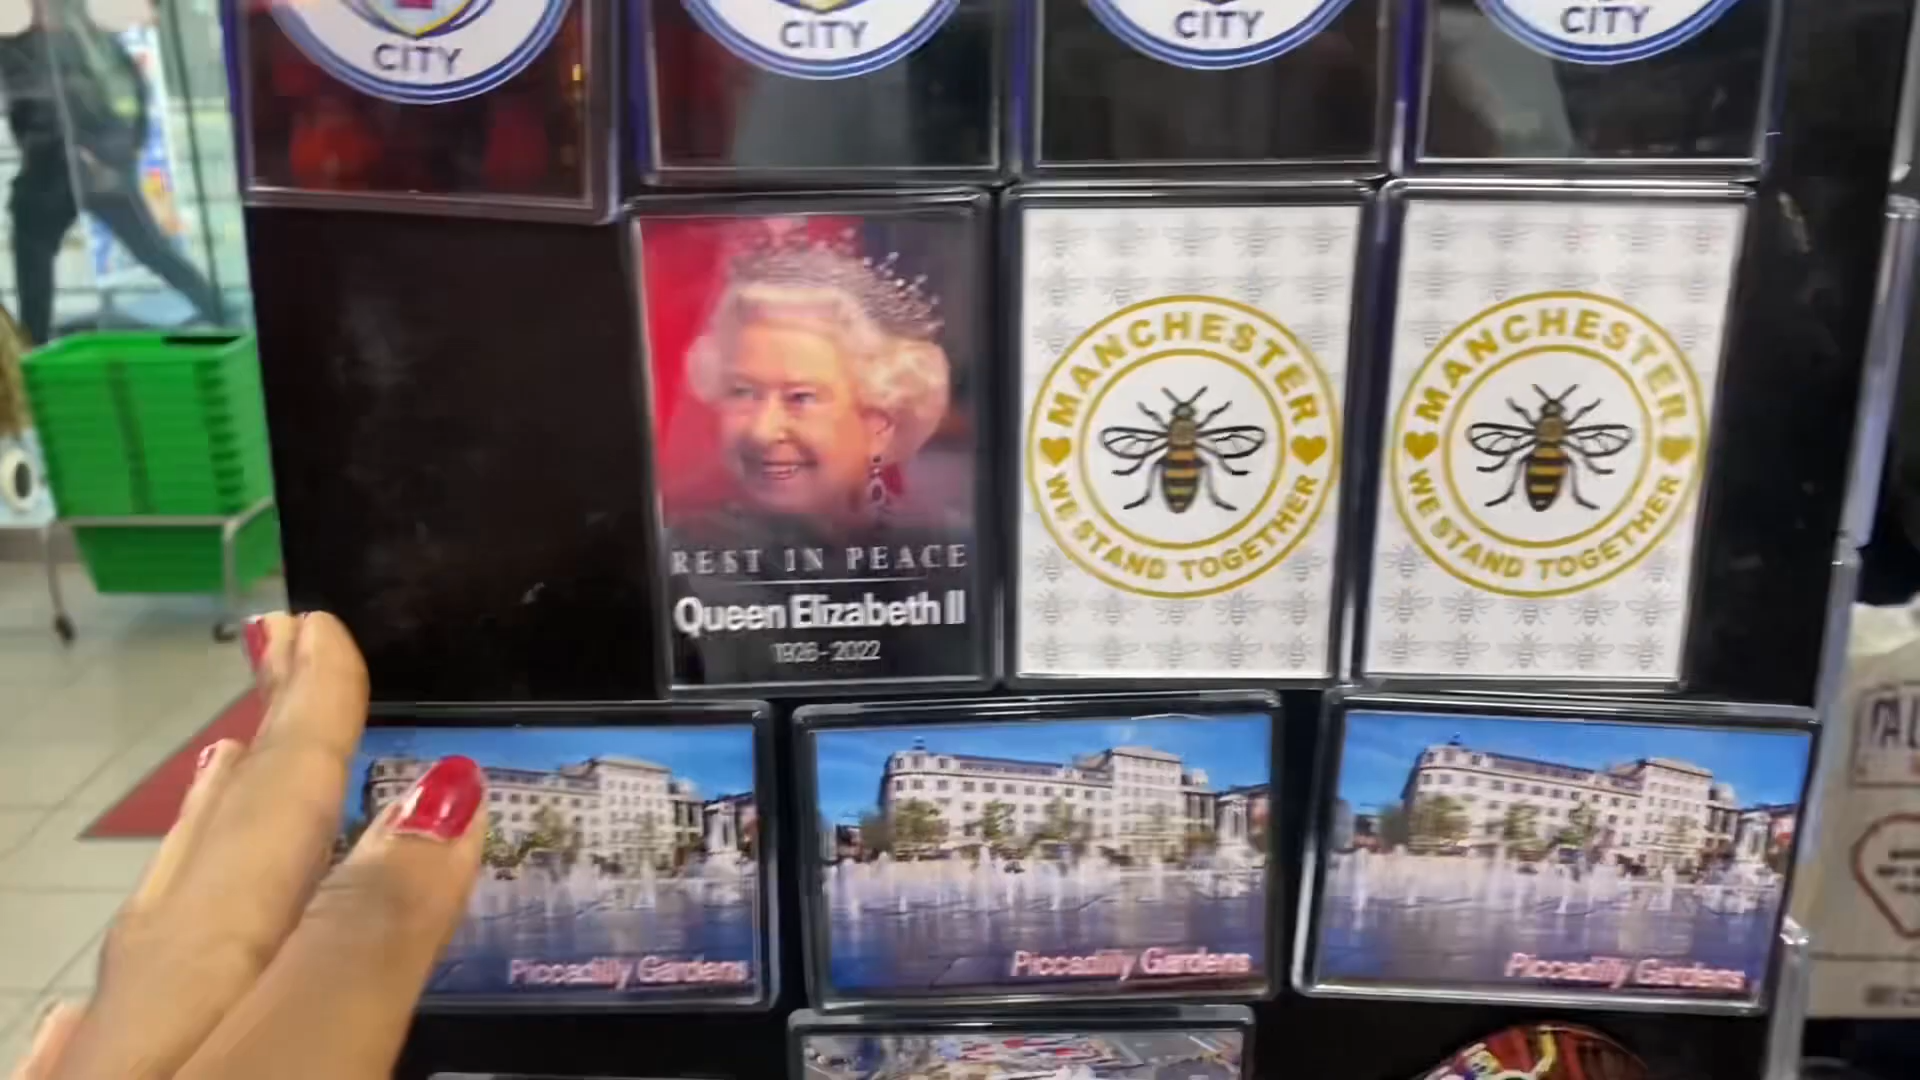 CITY
CITY
CITY
CITY
REST IN PEACE
Queen Elizabeth II
1926-2022
MANCHESTER
WE STAND TOGETHER
MANCHESTER
WE STAND TOGETHER
Piccadilly Gardens
Piccadilly Gardens
Piccadilly Gardens